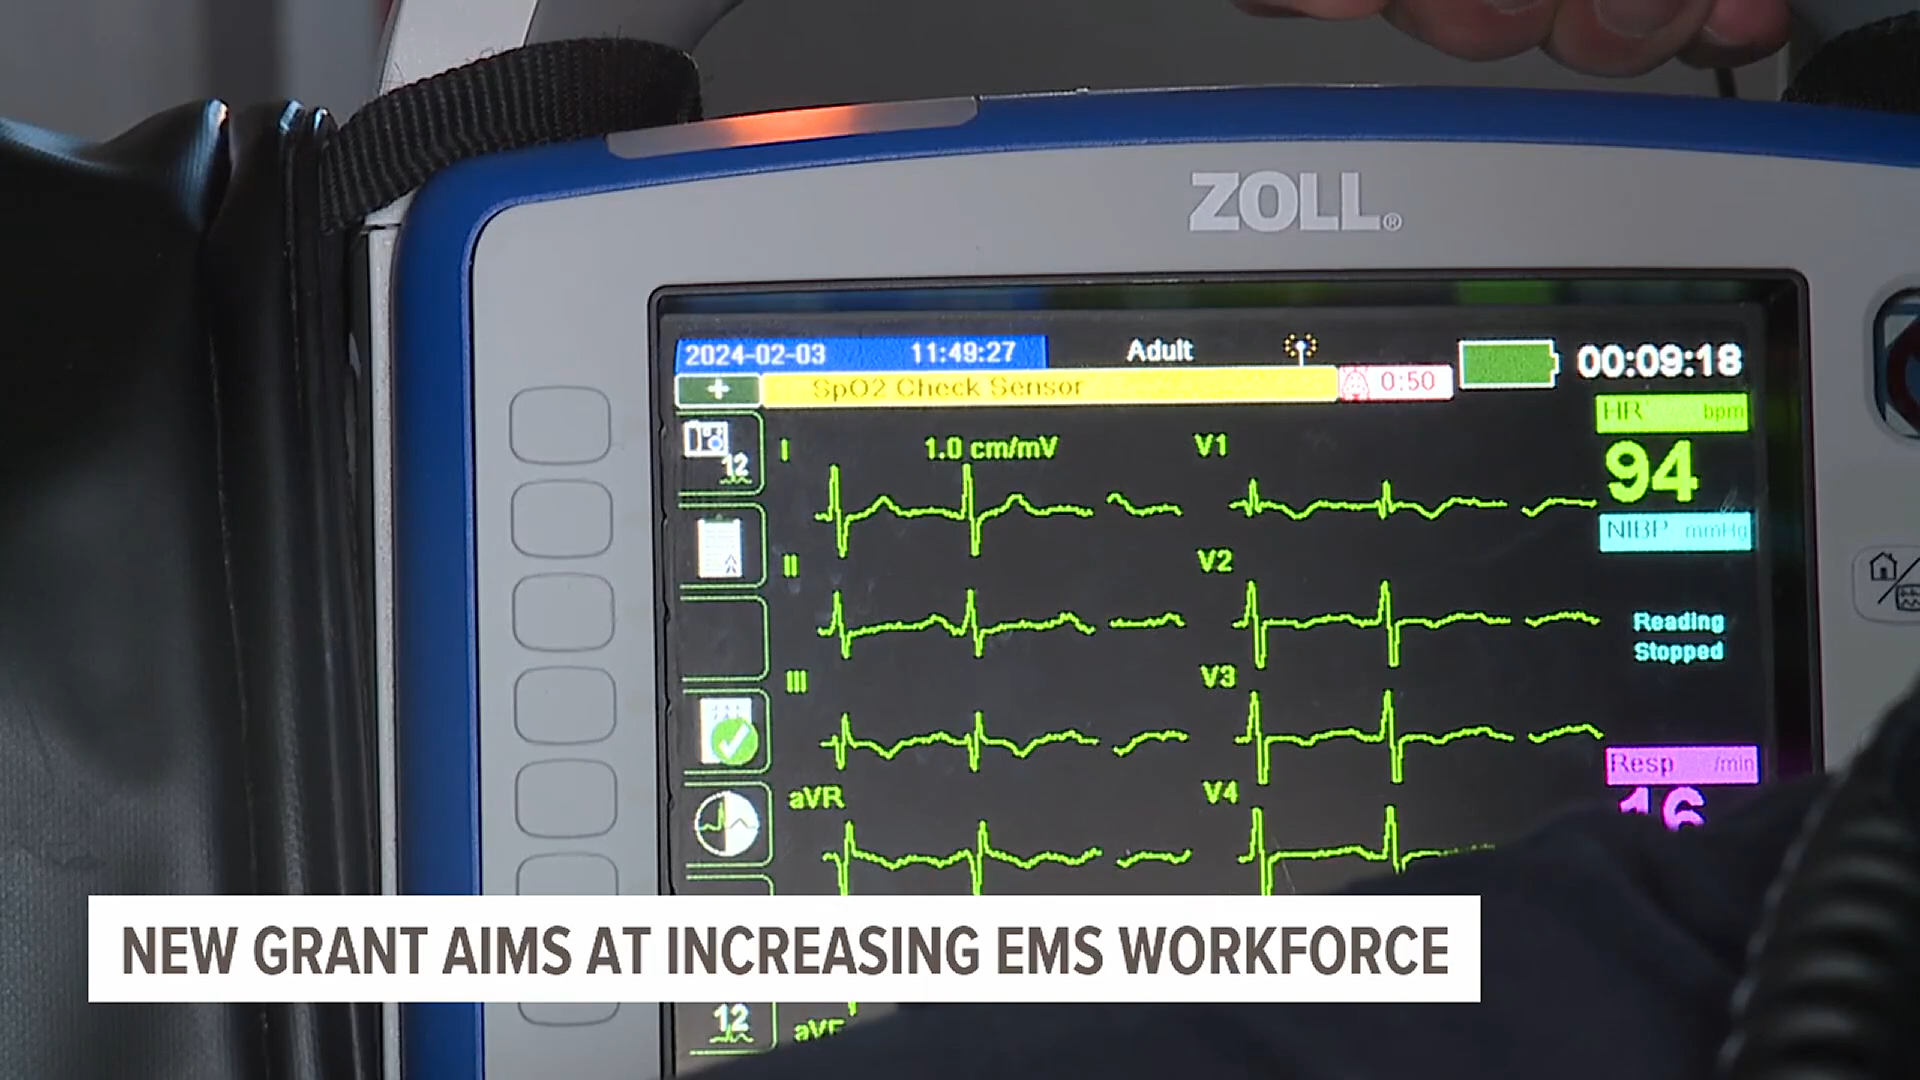 ZOLL®
2024-02-03 11:49:27 Adult 00:09:18
+ SpO2 Check Sensor 0:50
HR bpm
94
I 1.0 cm/mV V1
12
NIBP mmHg
II V2
Reading
Stopped
III V3
Resp /min
16
aVR V4
NEW GRANT AIMS AT INCREASING EMS WORKFORCE
12
aVF